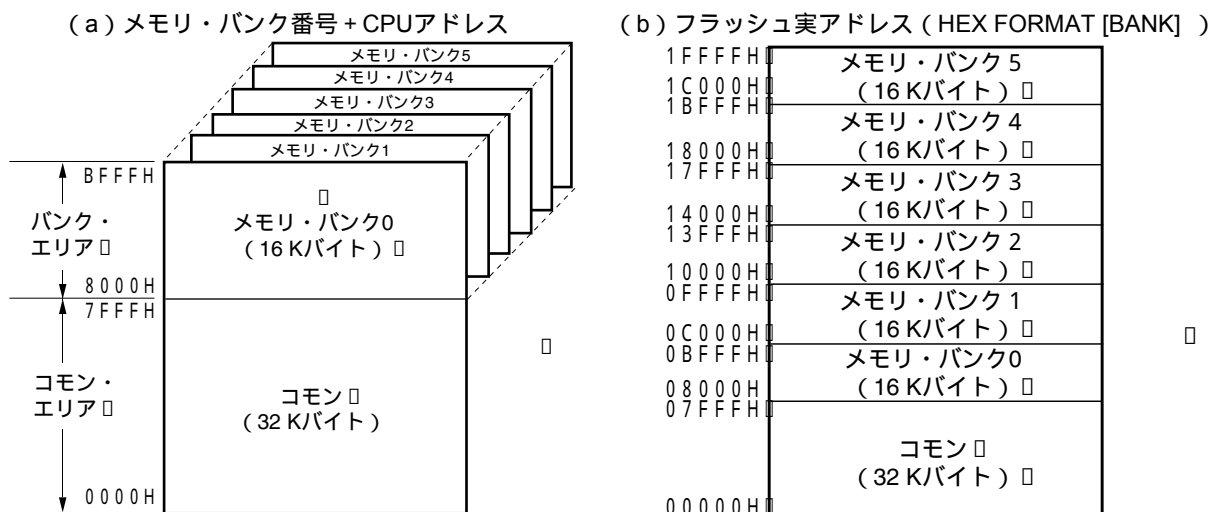 （a）メモリ・バンク番号＋CPUアドレス
メモリ・バンク5
メモリ・バンク4
メモリ・バンク3
メモリ・バンク2
メモリ・バンク1
BFFFH
メモリ・バンク0
（16 Kバイト）
バンク・
エリア
8000H
7FFFH
コモン・
エリア
コモン
（32 Kバイト）
0000H
（b）フラッシュ実アドレス（HEX FORMAT [BANK] ）
1FFFFH
メモリ・バンク 5
（16 Kバイト）
1C000H
1BFFFH
メモリ・バンク 4
（16 Kバイト）
18000H
17FFFH
メモリ・バンク 3
（16 Kバイト）
14000H
13FFFH
メモリ・バンク 2
（16 Kバイト）
10000H
0FFFFH
メモリ・バンク 1
（16 Kバイト）
0C000H
0BFFFH
メモリ・バンク0
（16 Kバイト）
08000H
07FFFH
コモン
（32 Kバイト）
00000H